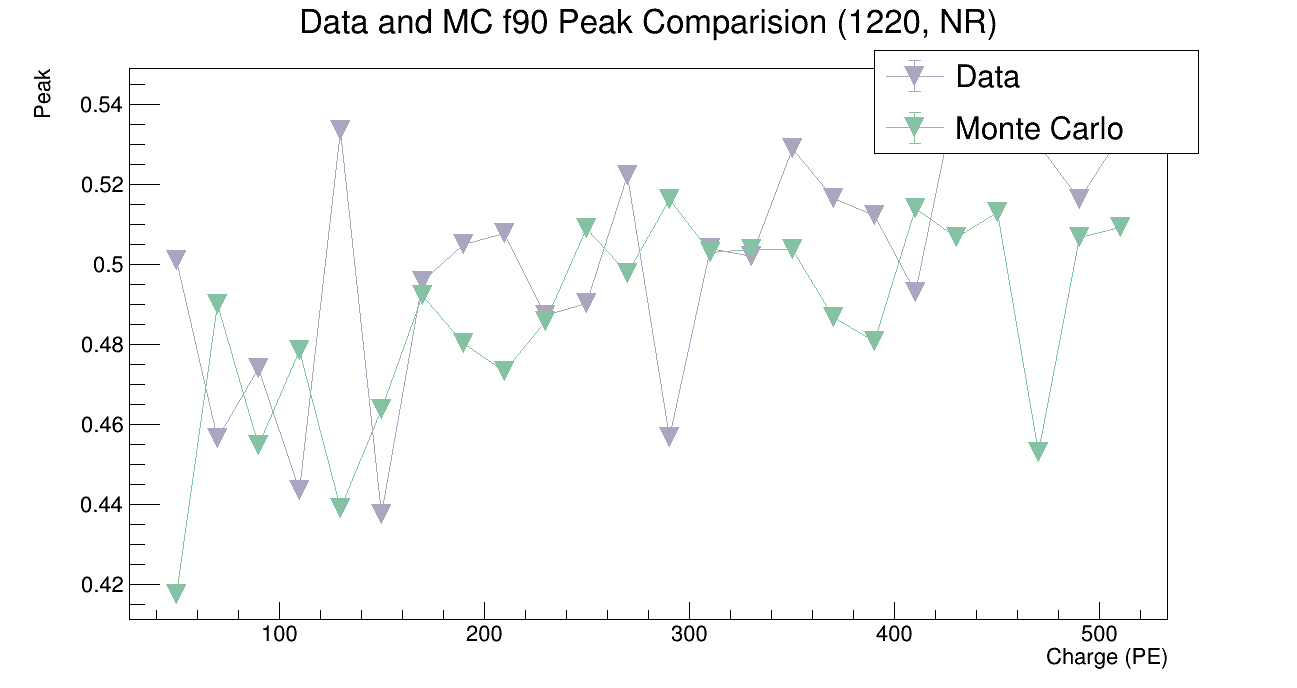 Data and MC f90 Peak Comparision (1220, NR)
Peak
Data
Monte Carlo
0.54
0.52
0.5
0.48
0.46
0.44
0.42
100 200 300 400 500
Charge (PE)